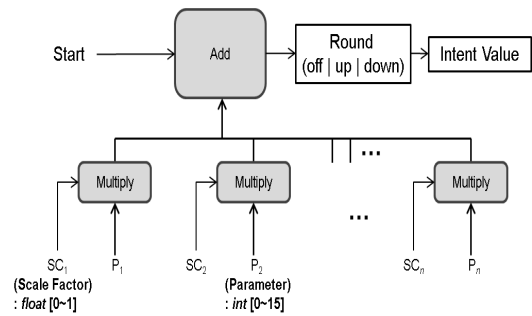 Start
Add
Round
(off | up | down)
Intent Value
...
Multiply
Multiply
...
Multiply
SC1
P1
SC2
P2
SCn
Pn
(Scale Factor)
: float [0~1]
(Parameter)
: int [0~15]